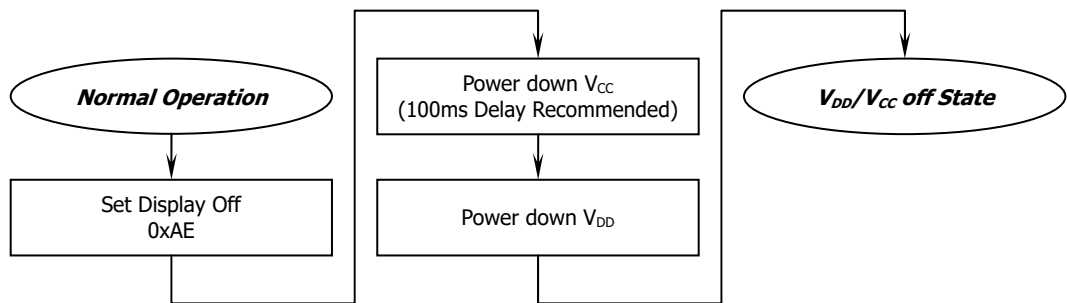 Normal Operation
Set Display Off
0xAE
Power down VCC
(100ms Delay Recommended)
Power down VDD
VDD/VCC off State